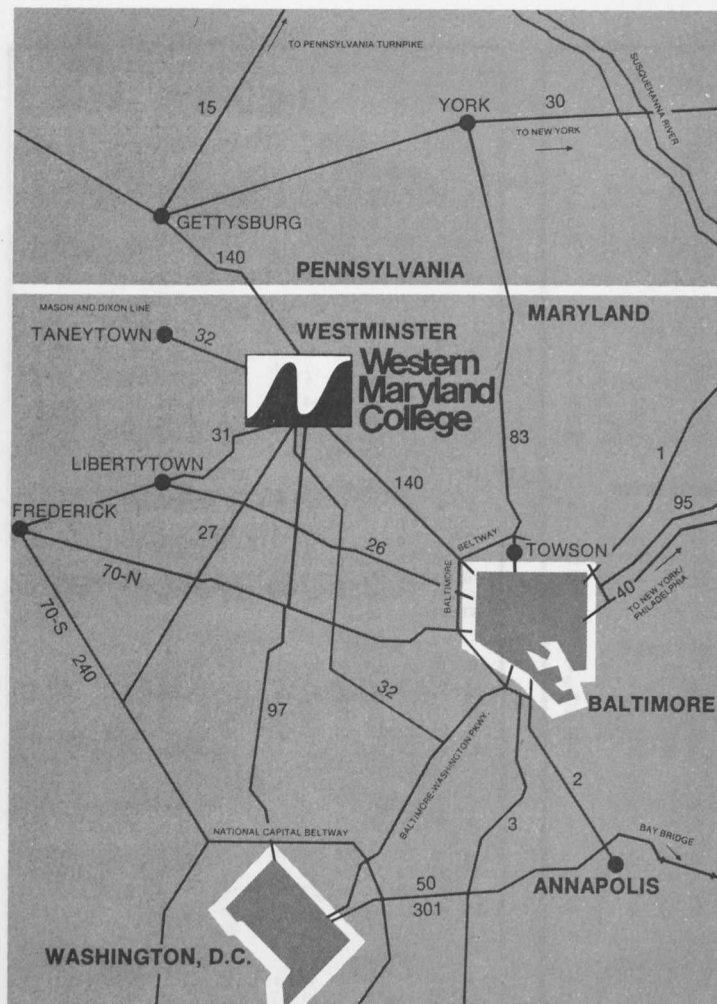 TO PENNSYLVANIA TURNPIKE
15
YORK
30
TO NEW YORK
SUSQUEHANNA RIVER
GETTYSBURG
140
PENNSYLVANIA
MASON AND DIXON LINE
MARYLAND
TANEYTOWN
32
WESTMINSTER
Western
Maryland
College
31
83
1
LIBERTYTOWN
140
95
FREDERICK
27
26
BELTWAY
TOWSON
70-N
BALTIMORE
40
TO NEW YORK/
PHILADELPHIA
70-S
240
32
BALTIMORE
97
BALTIMORE-WASHINGTON PKWY.
2
3
NATIONAL CAPITAL BELTWAY
BAY BRIDGE
50
301
ANNAPOLIS
WASHINGTON, D.C.